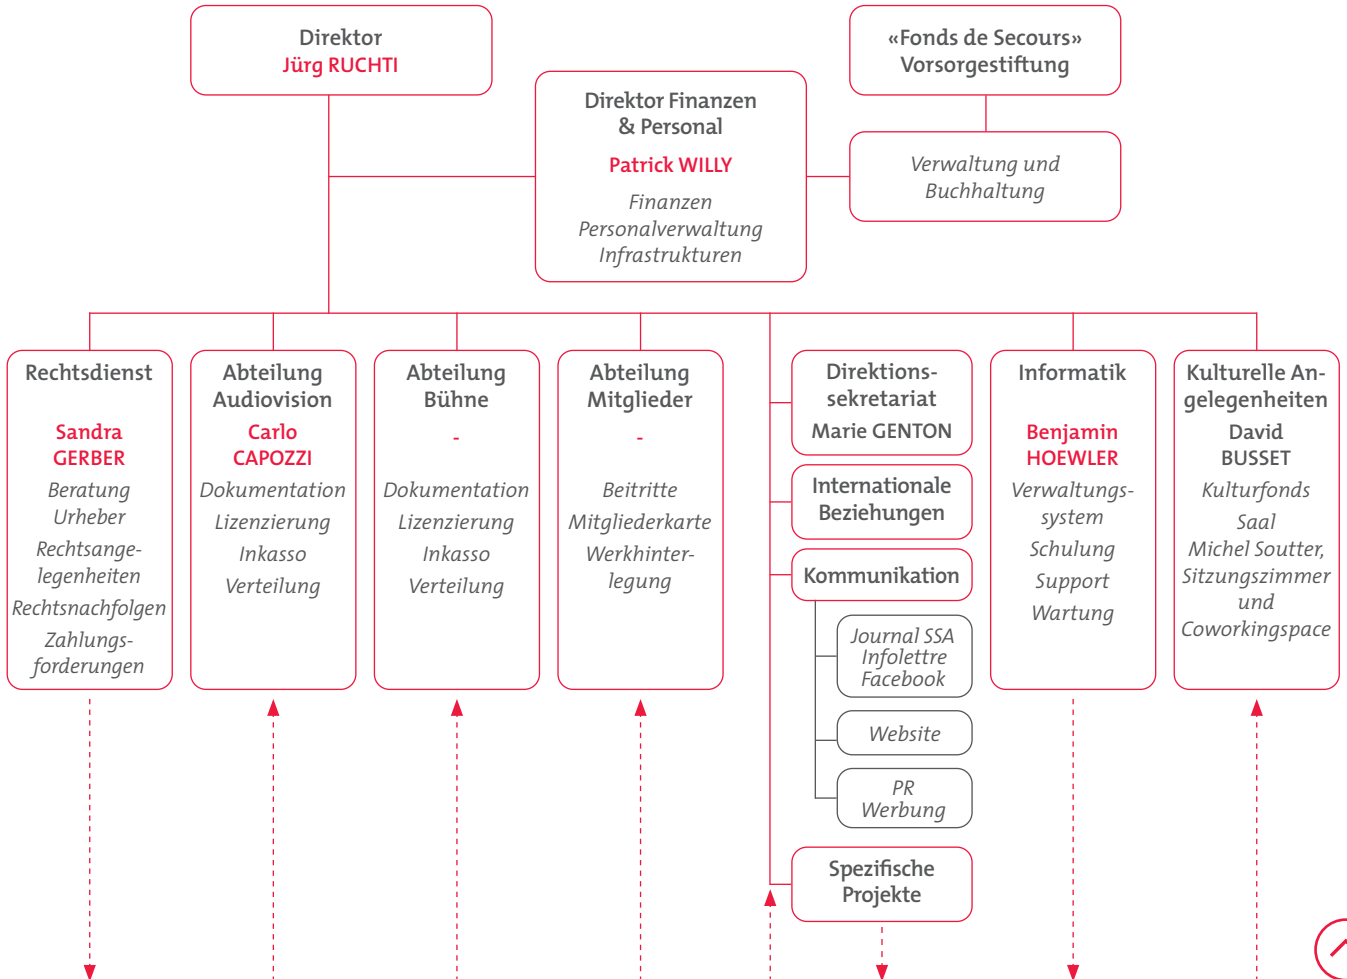 Direktor
Jürg RUCHTI
«Fonds de Secours»
Vorsorgestiftung
Direktor Finanzen
& Personal
Patrick WILLY
Finanzen
Personalverwaltung
Infrastrukturen
Verwaltung und
Buchhaltung
Rechtsdienst
Sandra
GERBER
Beratung
Urheber
Rechtsange-
legenheiten
Rechtsnachfolgen
Zahlungs-
forderungen
Abteilung
Audiovision
Carlo
CAPOZZI
Dokumentation
Lizenzierung
Inkasso
Verteilung
Abteilung
Bühne
-
Dokumentation
Lizenzierung
Inkasso
Verteilung
Abteilung
Mitglieder
-
Beitritte
Mitgliederkarte
Werkhinter-
legung
Direktions-
sekretariat
Marie GENTON
Internationale
Beziehungen
Kommunikation
Journal SSA
Infolettre
Facebook
Website
PR
Werbung
Spezifische
Projekte
Informatik
Benjamin
HOEWLER
Verwaltungs-
system
Schulung
Support
Wartung
Kulturelle An-
gelegenheiten
David
BUSSET
Kulturfonds
Saal
Michel Soutter,
Sitzungszimmer
und
Coworkingspace